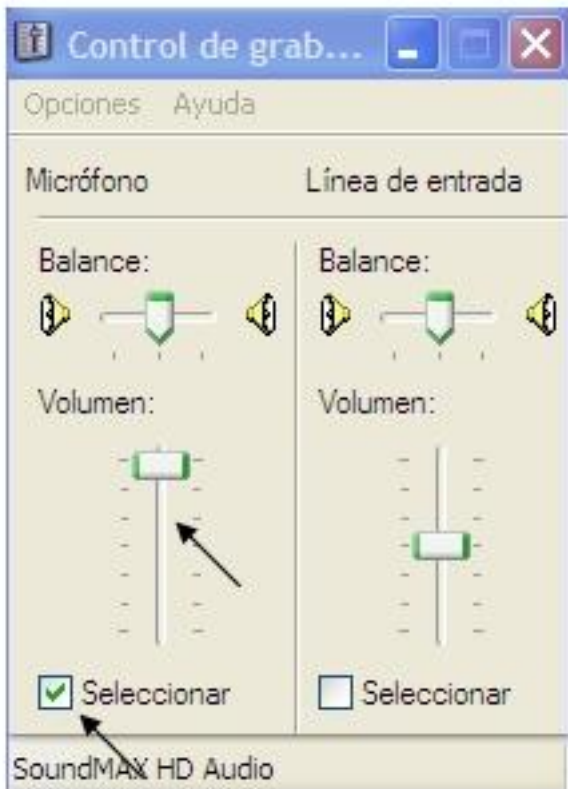 Control de grab...
Opciones Ayuda
Micrófono Línea de entrada
Balance: Balance:
Volumen: Volumen:
Seleccionar Seleccionar
SoundMAX HD Audio